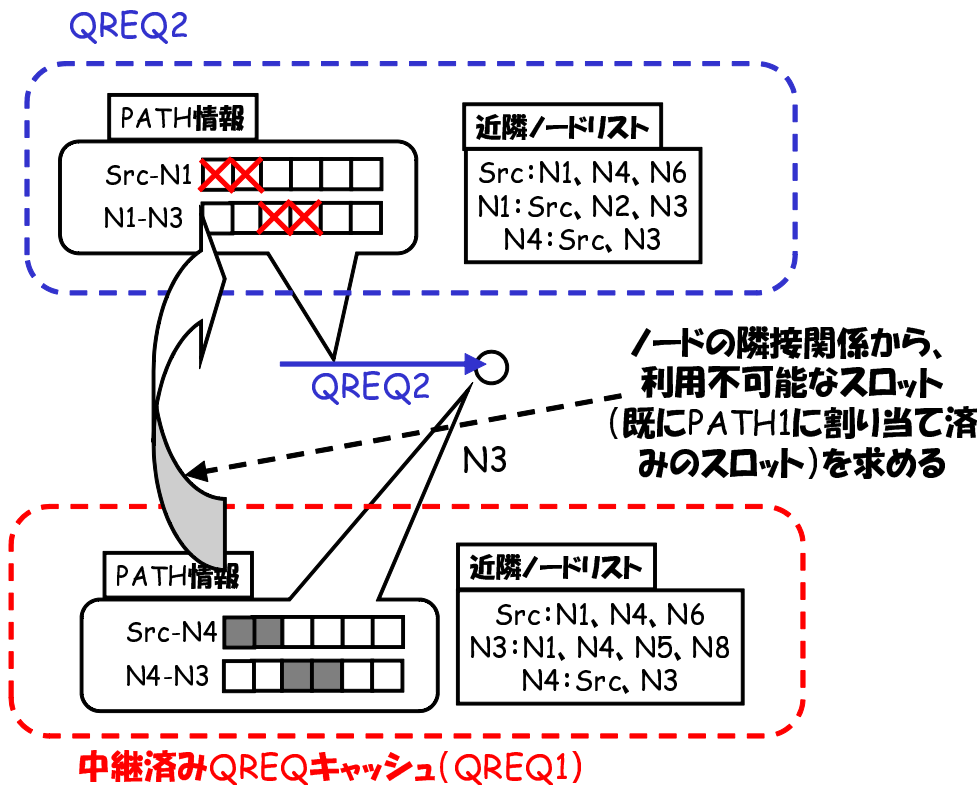 QREQ2
PATH情報
Src-N1
N1-N3
近隣ノードリスト
Src:N1、N4、N6
N1:Src、N2、N3
N4:Src、N3
QREQ2
N3
ノードの隣接関係から、
利用不可能なスロット
(既にPATH1に割り当て済
みのスロット)を求める
PATH情報
Src-N4
N4-N3
近隣ノードリスト
Src:N1、N4、N6
N3:N1、N4、N5、N8
N4:Src、N3
中継済みQREQキャッシュ(QREQ1)